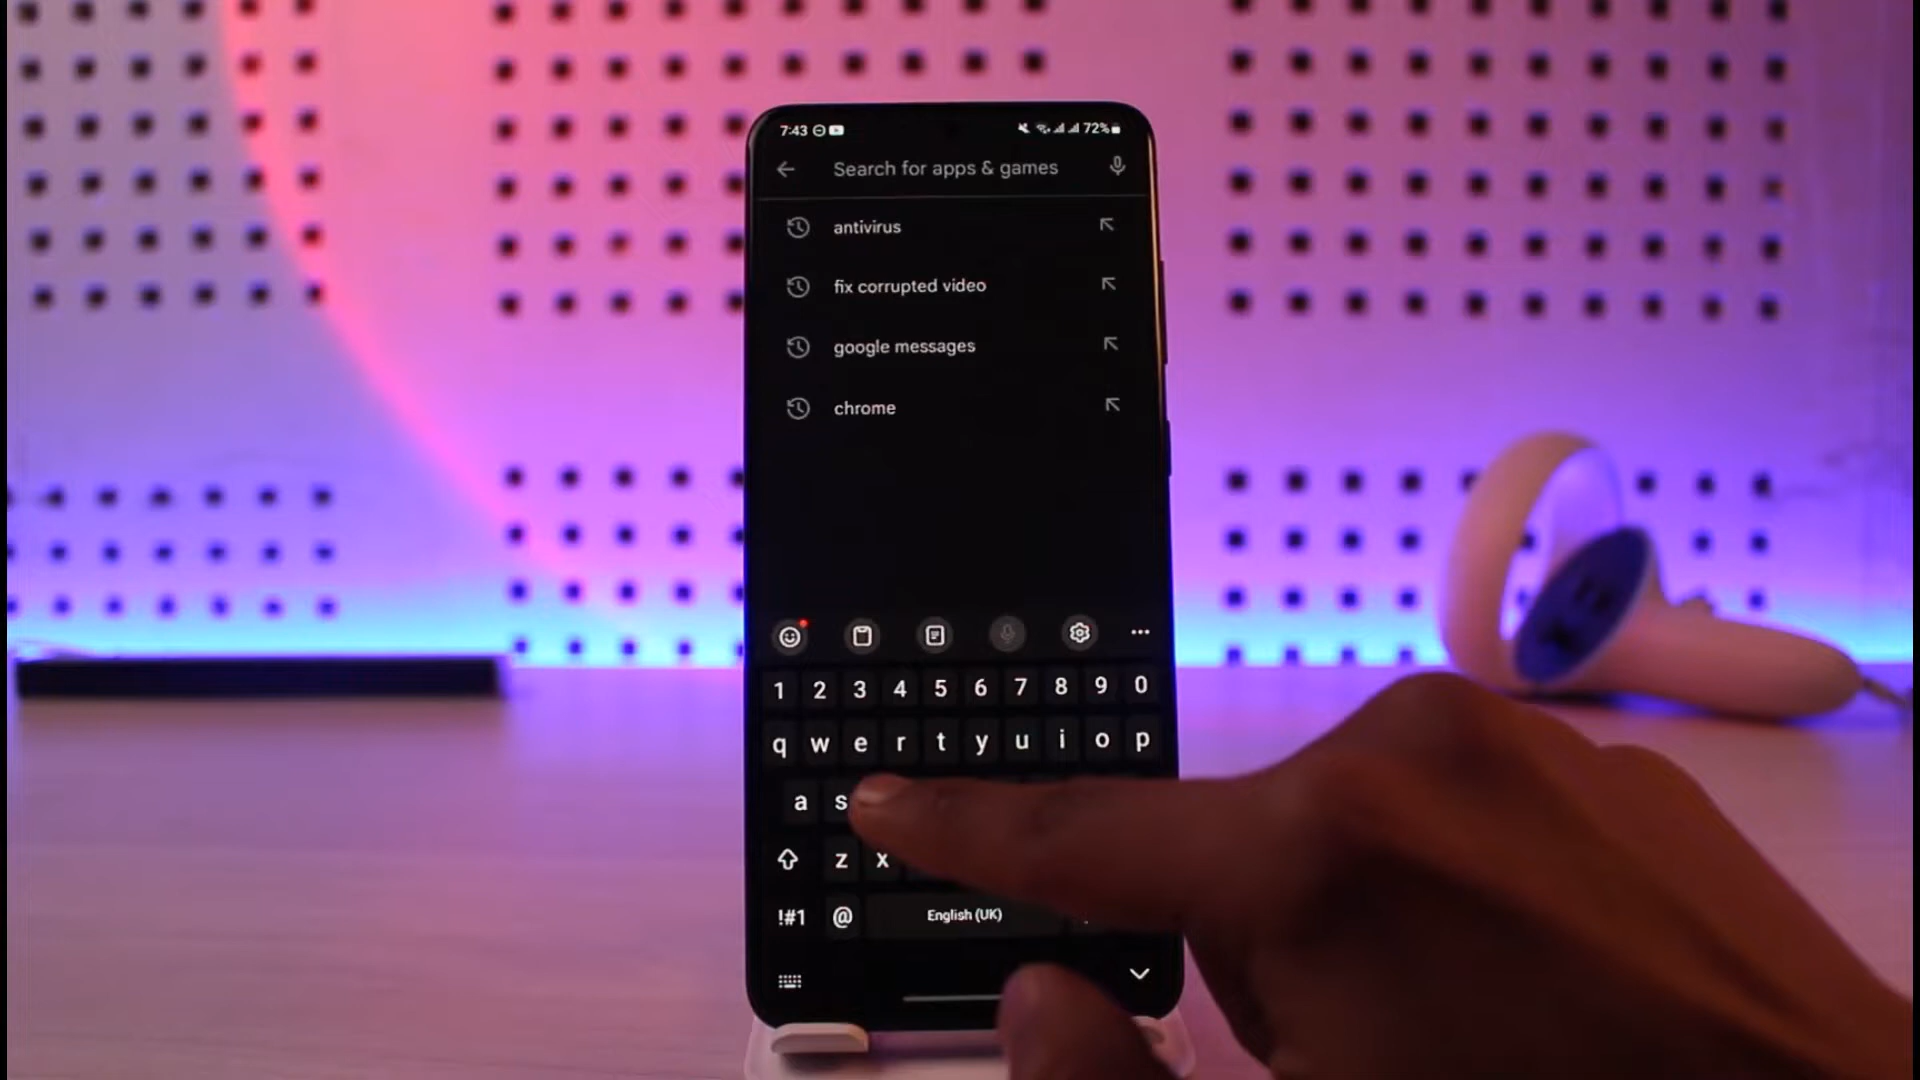 7:43 72%
Search for apps & games
antivirus
fix corrupted video
google messages
chrome
1 2 3 4 5 6 7 8 9 0
q w e r t y u i o p
a s
z x
!#1 @ English (UK) .